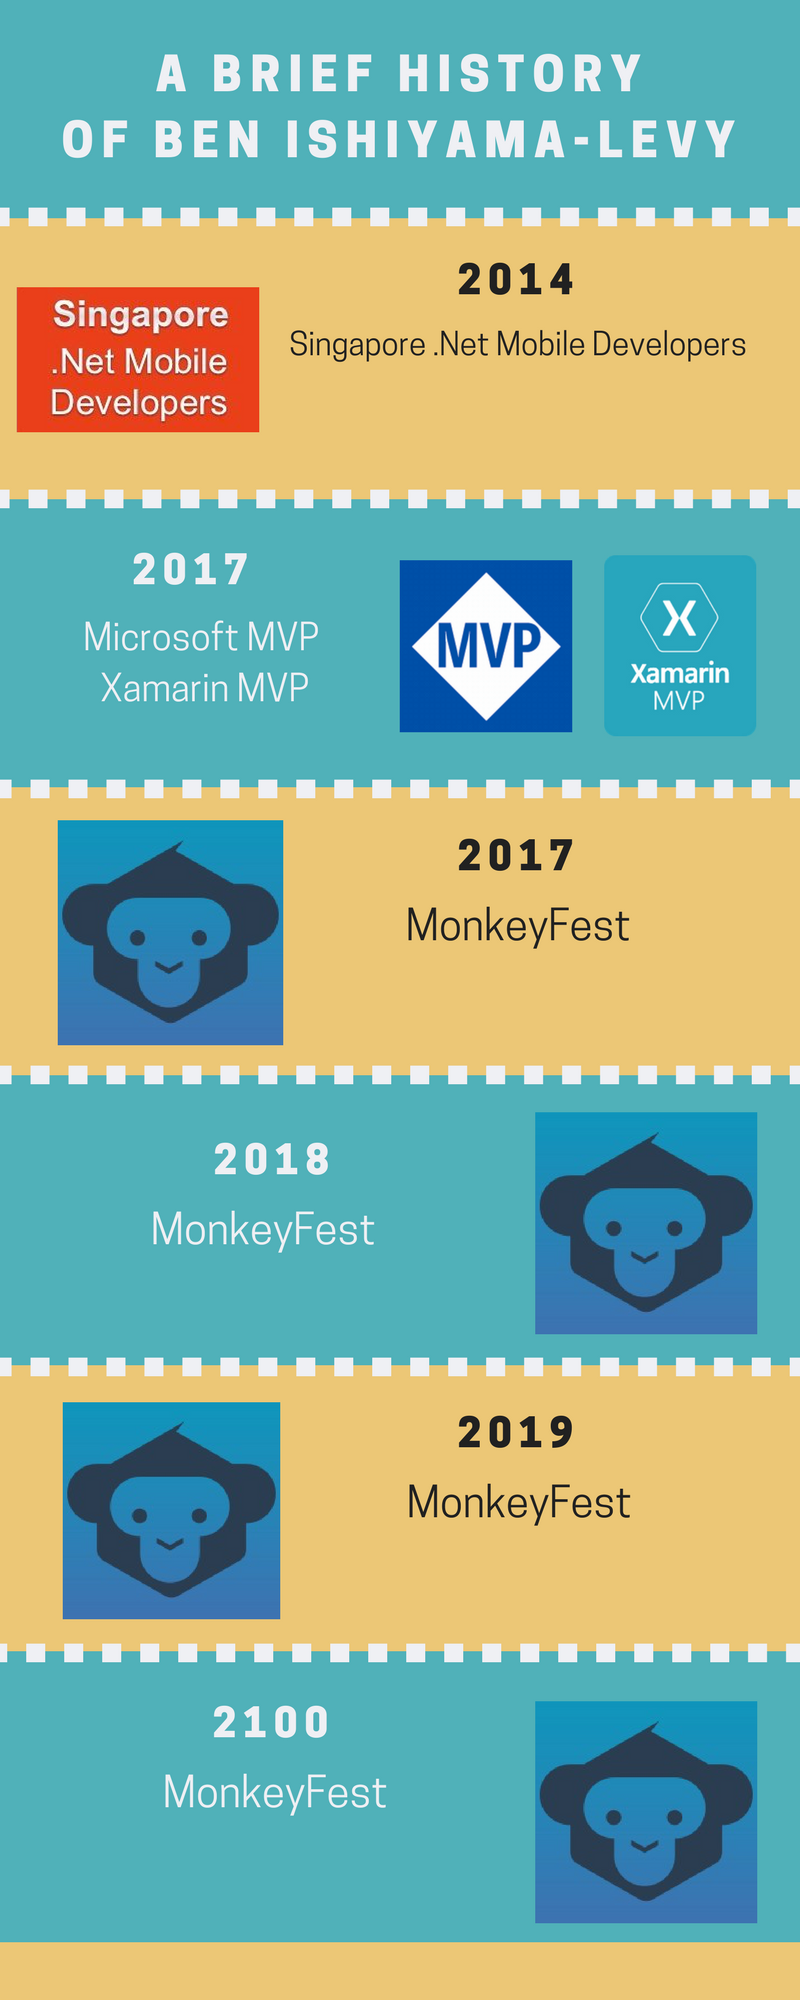 A BRIEF HISTORY
OF BEN ISHIYAMA-LEVY
Singapore
.Net Mobile
Developers
2014
Singapore .Net Mobile Developers
2017
Microsoft MVP
Xamarin MVP
MVP
X
Xamarin
MVP
2017
MonkeyFest
2018
MonkeyFest
2019
MonkeyFest
2100
MonkeyFest